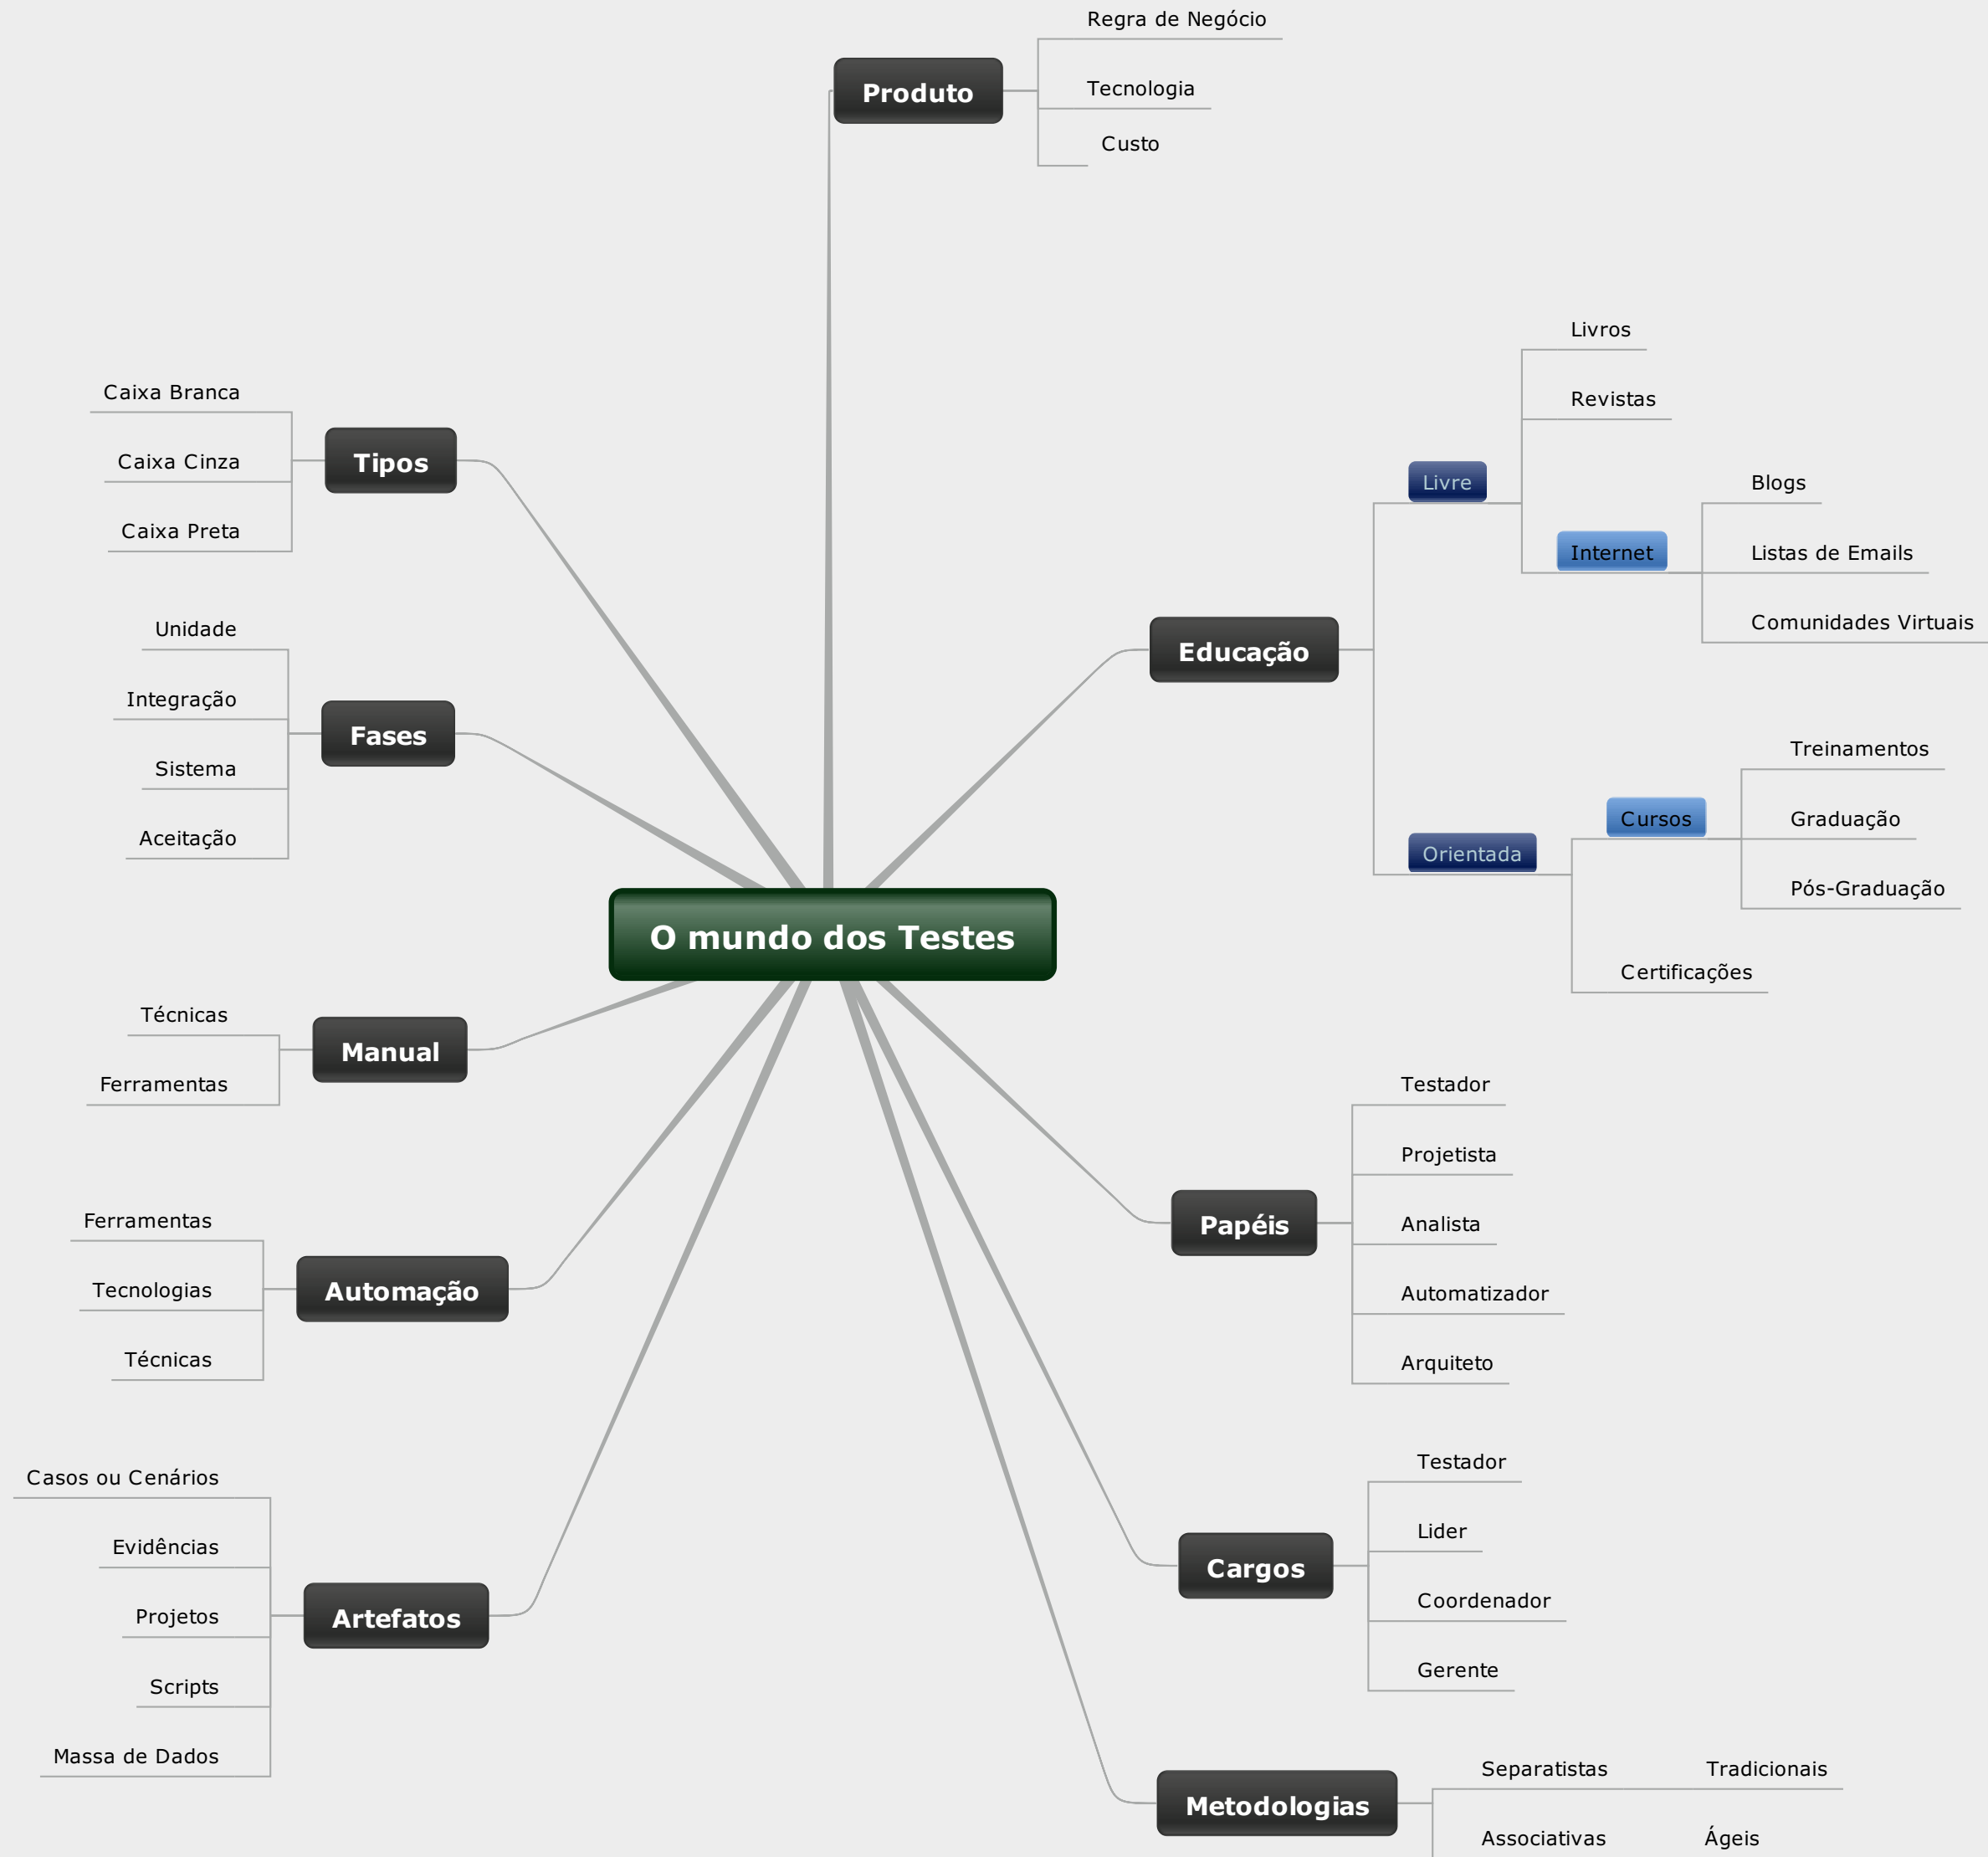 Produto
Regra de Negócio
Tecnologia
Custo
Tipos
Caixa Branca
Caixa Cinza
Caixa Preta
Fases
Unidade
Integração
Sistema
Aceitação
Manual
Técnicas
Ferramentas
Automação
Ferramentas
Tecnologias
Técnicas
Artefatos
Casos ou Cenários
Evidências
Projetos
Scripts
Massa de Dados
O mundo dos Testes
Educação
Livre
Livros
Revistas
Internet
Blogs
Listas de Emails
Comunidades Virtuais
Orientada
Cursos
Treinamentos
Graduação
Pós-Graduação
Certificações
Papéis
Testador
Projetista
Analista
Automatizador
Arquiteto
Cargos
Testador
Lider
Coordenador
Gerente
Metodologias
Separatistas
Tradicionais
Associativas
Ágeis